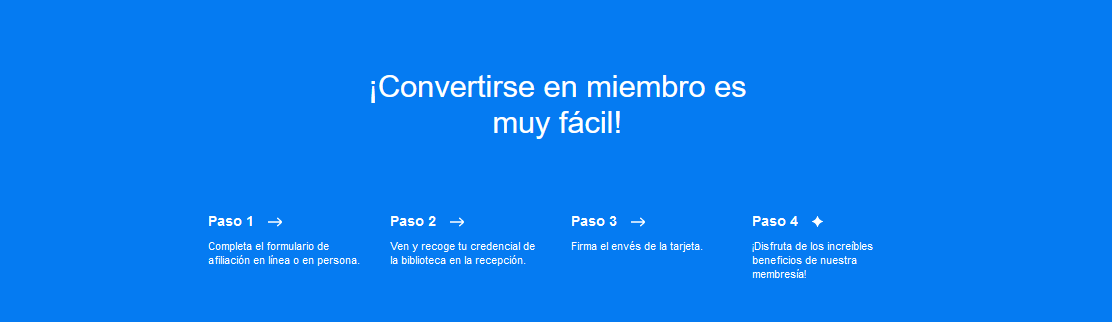 ¡Convertirse en miembro es
muy fácil!
Paso 1 →
Completa el formulario de
afiliación en línea o en persona.
Paso 2 →
Ven y recoge tu credencial de
la biblioteca en la recepción.
Paso 3 →
Firma el envés de la tarjeta.
Paso 4 ✦
¡Disfruta de los increíbles
beneficios de nuestra
membresía!